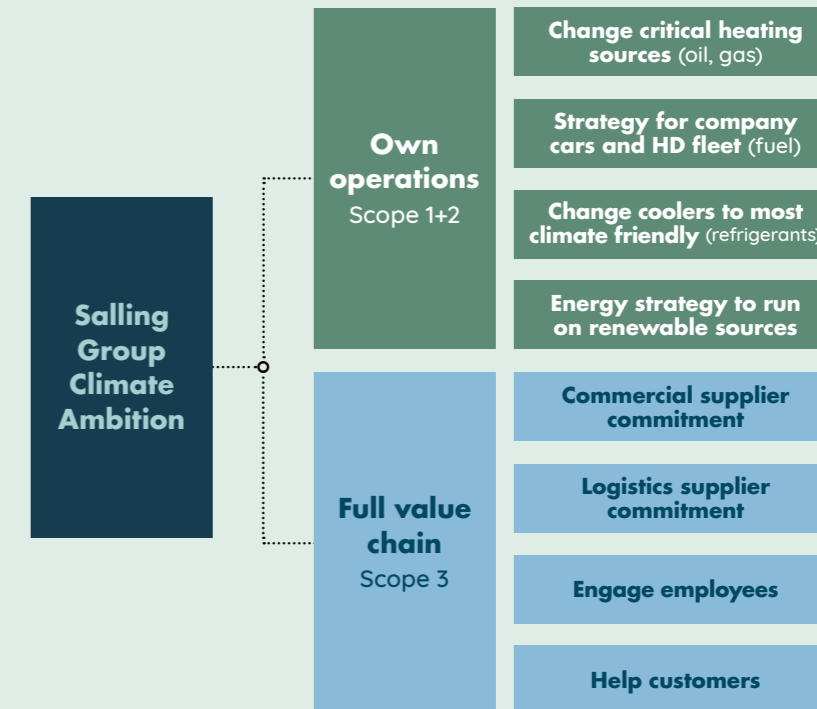 Salling
Group
Climate
Ambition
Own
operations
Scope 1+2
Change critical heating
sources (oil, gas)
Strategy for company
cars and HD fleet (fuel)
Change coolers to most
climate friendly (refrigerants)
Energy strategy to run
on renewable sources
Full value
chain
Scope 3
Commercial supplier
commitment
Logistics supplier
commitment
Engage employees
Help customers